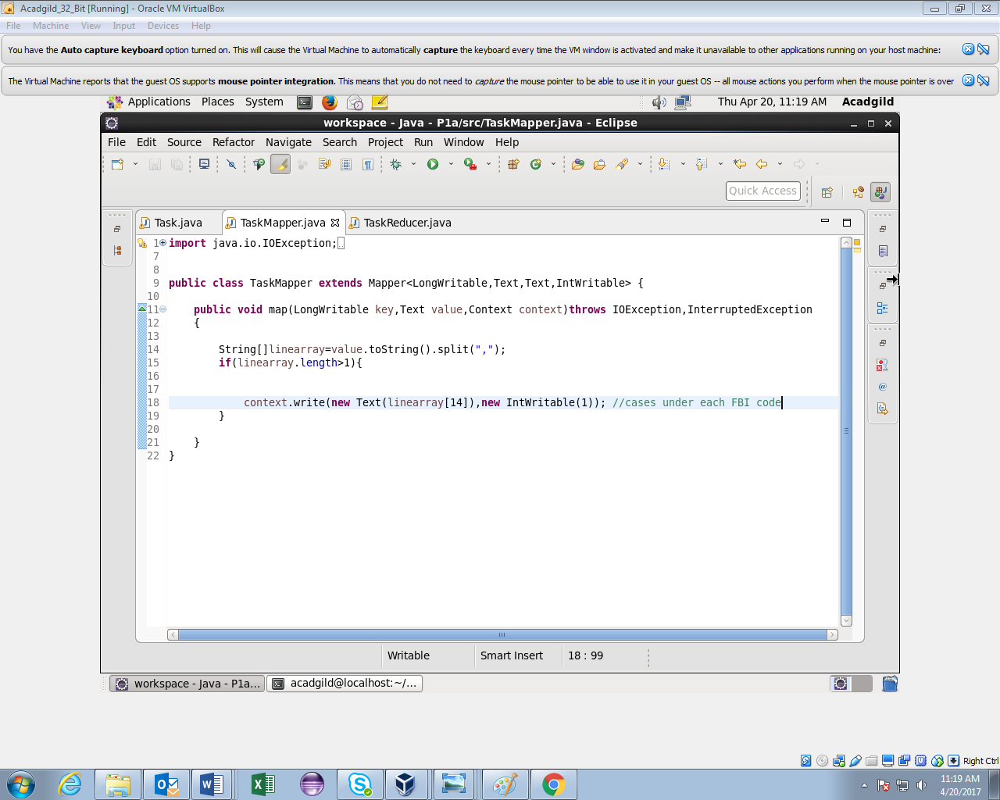 Acadgild_32_Bit [Running] - Oracle VM VirtualBox
File Machine View Input Devices Help
You have the Auto capture keyboard option turned on. This will cause the Virtual Machine to automatically capture the keyboard every time the VM window is activated and make it unavailable to other applications running on your host machine:
The Virtual Machine reports that the guest OS supports mouse pointer integration. This means that you do not need to capture the mouse pointer to be able to use it in your guest OS -- all mouse actions you perform when the mouse pointer is over
Applications Places System Thu Apr 20, 11:19 AM Acadgild
workspace - Java - P1a/src/TaskMapper.java - Eclipse
File Edit Source Refactor Navigate Search Project Run Window Help
Quick Access
Task.java TaskMapper.java TaskReducer.java
1 import java.io.IOException;
7
8
9 public class TaskMapper extends Mapper<LongWritable,Text,Text,IntWritable> {
10
11 public void map(LongWritable key,Text value,Context context)throws IOException,InterruptedException
12 {
13
14 String[]linearray=value.toString().split(",");
15 if(linearray.length>1){
16
17
18 context.write(new Text(linearray[14]),new IntWritable(1)); //cases under each FBI code
19 }
20
21 }
22 }
Writable Smart Insert 18 : 99
workspace - Java - P1a... acadgild@localhost:~/...
Right Ctrl
11:19 AM
4/20/2017